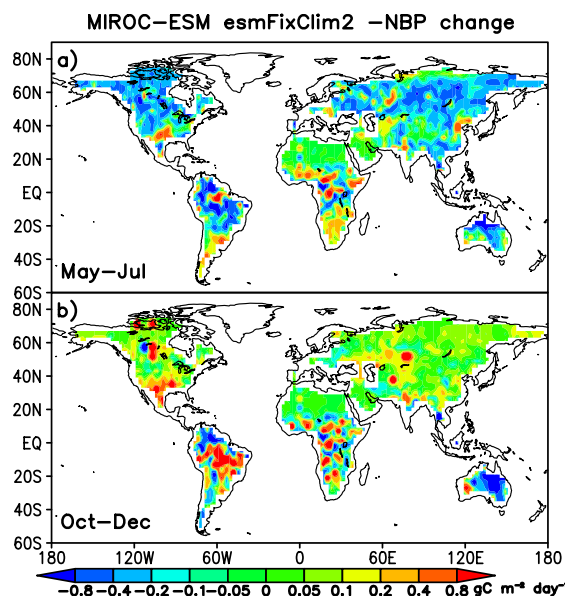 MIROC–ESM esmFixClim2 –NBP change
a)
80N
60N
40N
20N
EQ
20S
40S
60S
May–Jul
b)
80N
60N
40N
20N
EQ
20S
40S
60S
Oct–Dec
180 120W 60W 0 60E 120E 180
–0.8 –0.4 –0.2 –0.1 –0.05 0 0.05 0.1 0.2 0.4 0.8 gC m⁻² day⁻